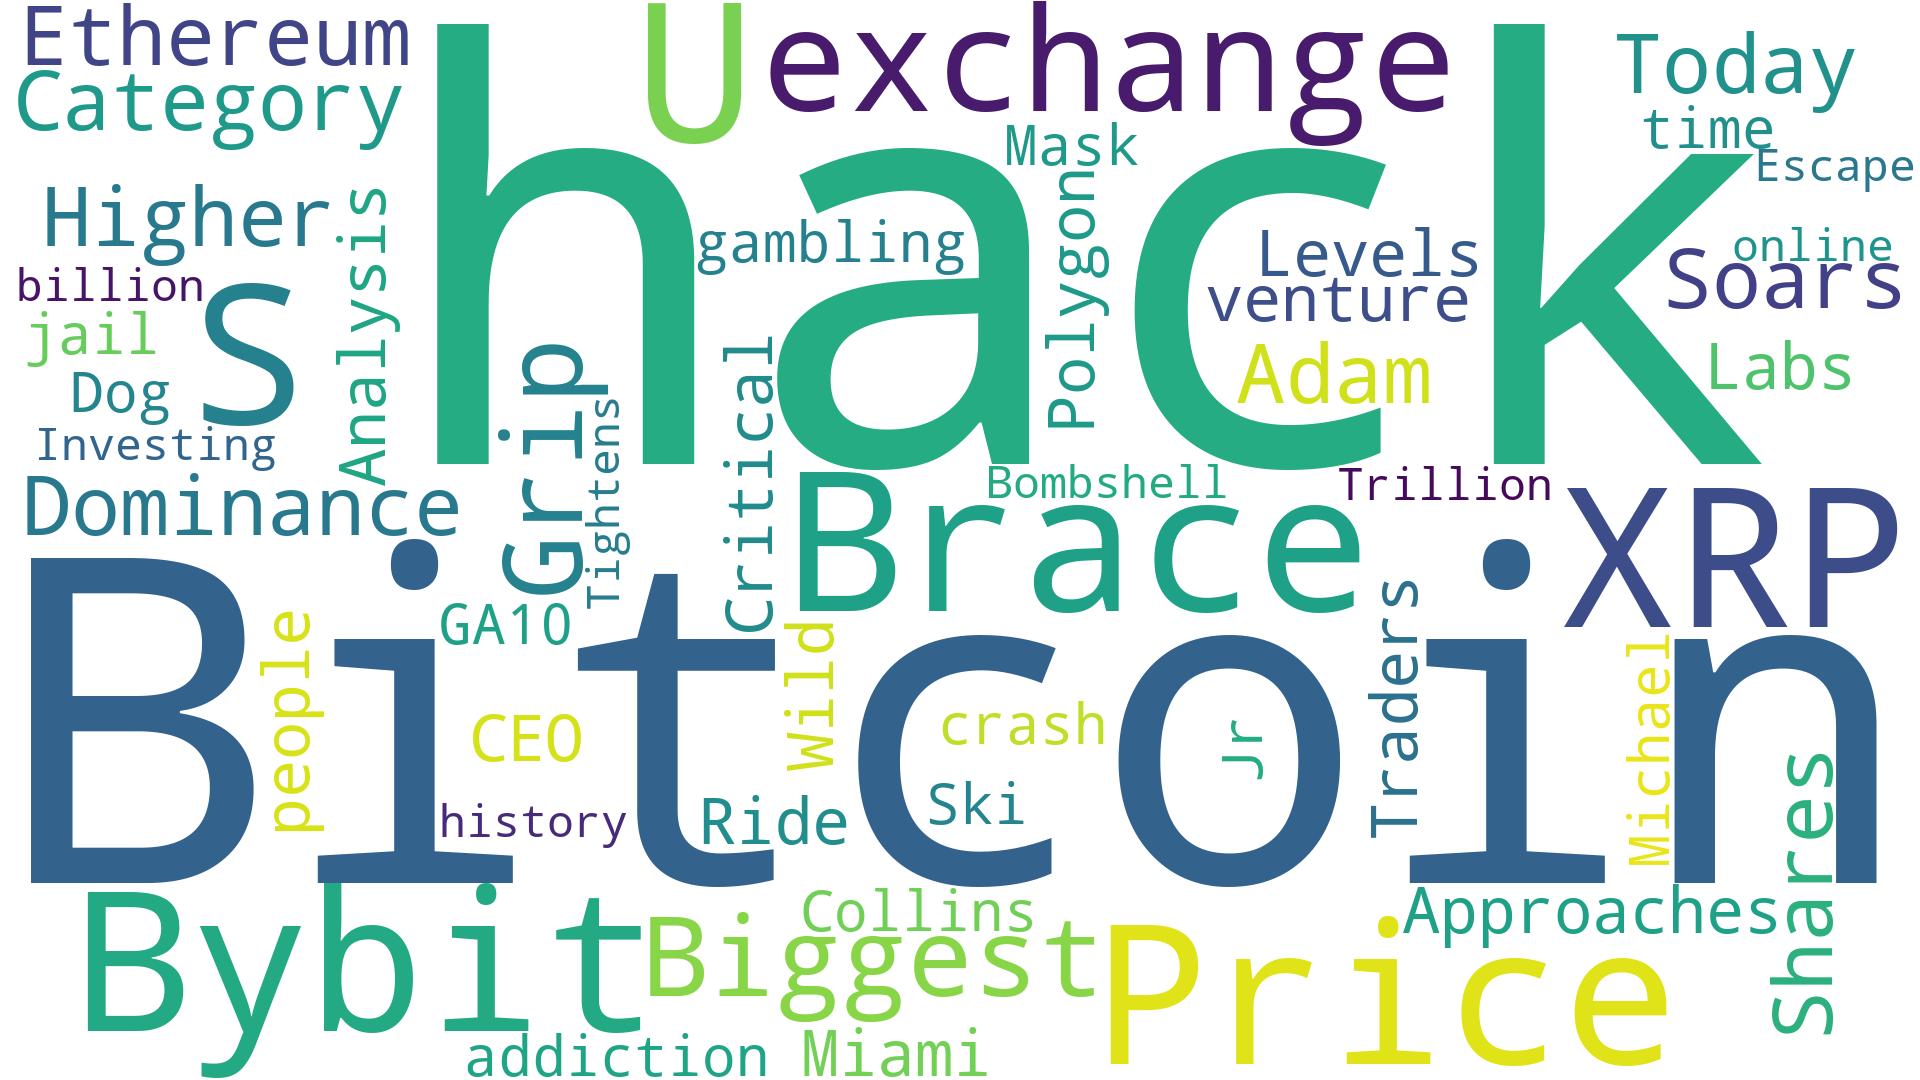 Ethereum
U
exchange
Today
Category
hack
Mask
time
Escape
Higher
Analysis
gambling
Polygon
Levels
online
Soars
billion
S
venture
jail
Grip
Critical
Adam
Labs
Dog
Tightens
Investing
Dominance
Brace
Bombshell
Trillion
XRP
Bitcoin
people
GA10
Wild
Traders
Michael
CEO
crash
Jr
history
Ride
Ski
Shares
Bybit
Collins
Biggest
Approaches
Price
addiction
Miami